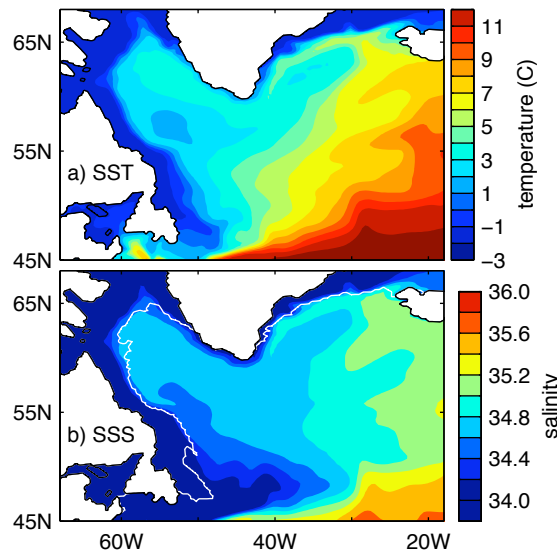 65N
55N
45N
a) SST
11
9
7
5
3
1
−1
−3
temperature (C)
65N
55N
45N
b) SSS
60W
40W
20W
36.0
35.6
35.2
34.8
34.4
34.0
salinity